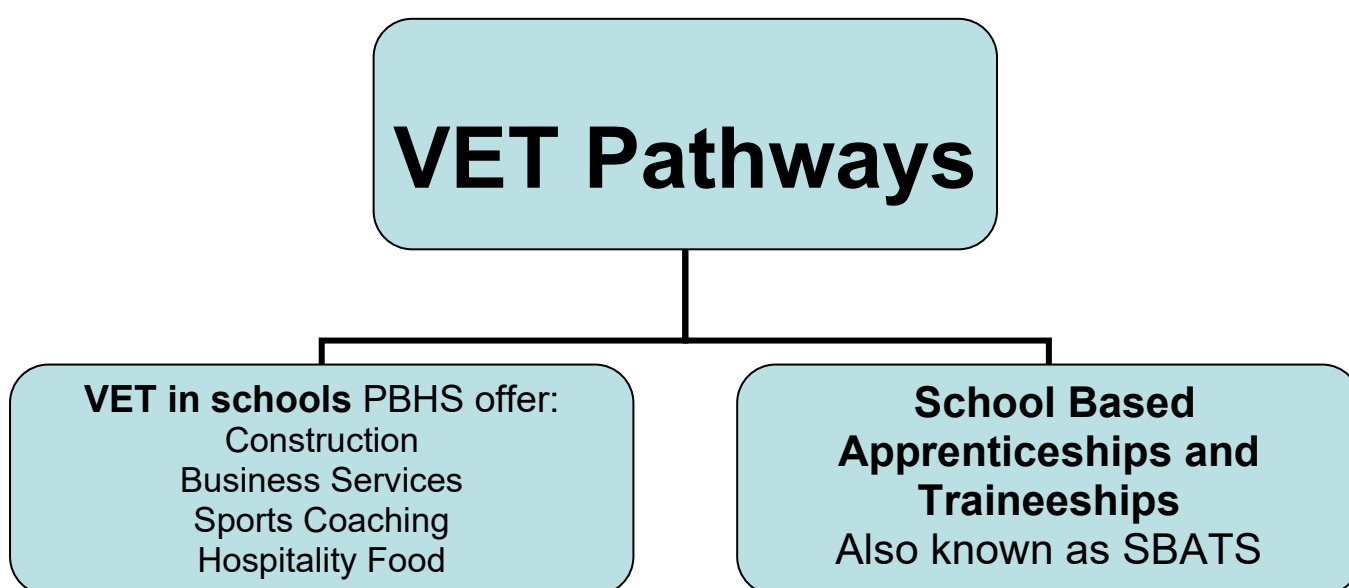 VET Pathways
VET in schools PBHS offer:
Construction
Business Services
Sports Coaching
Hospitality Food
School Based
Apprenticeships and
Traineeships
Also known as SBATS